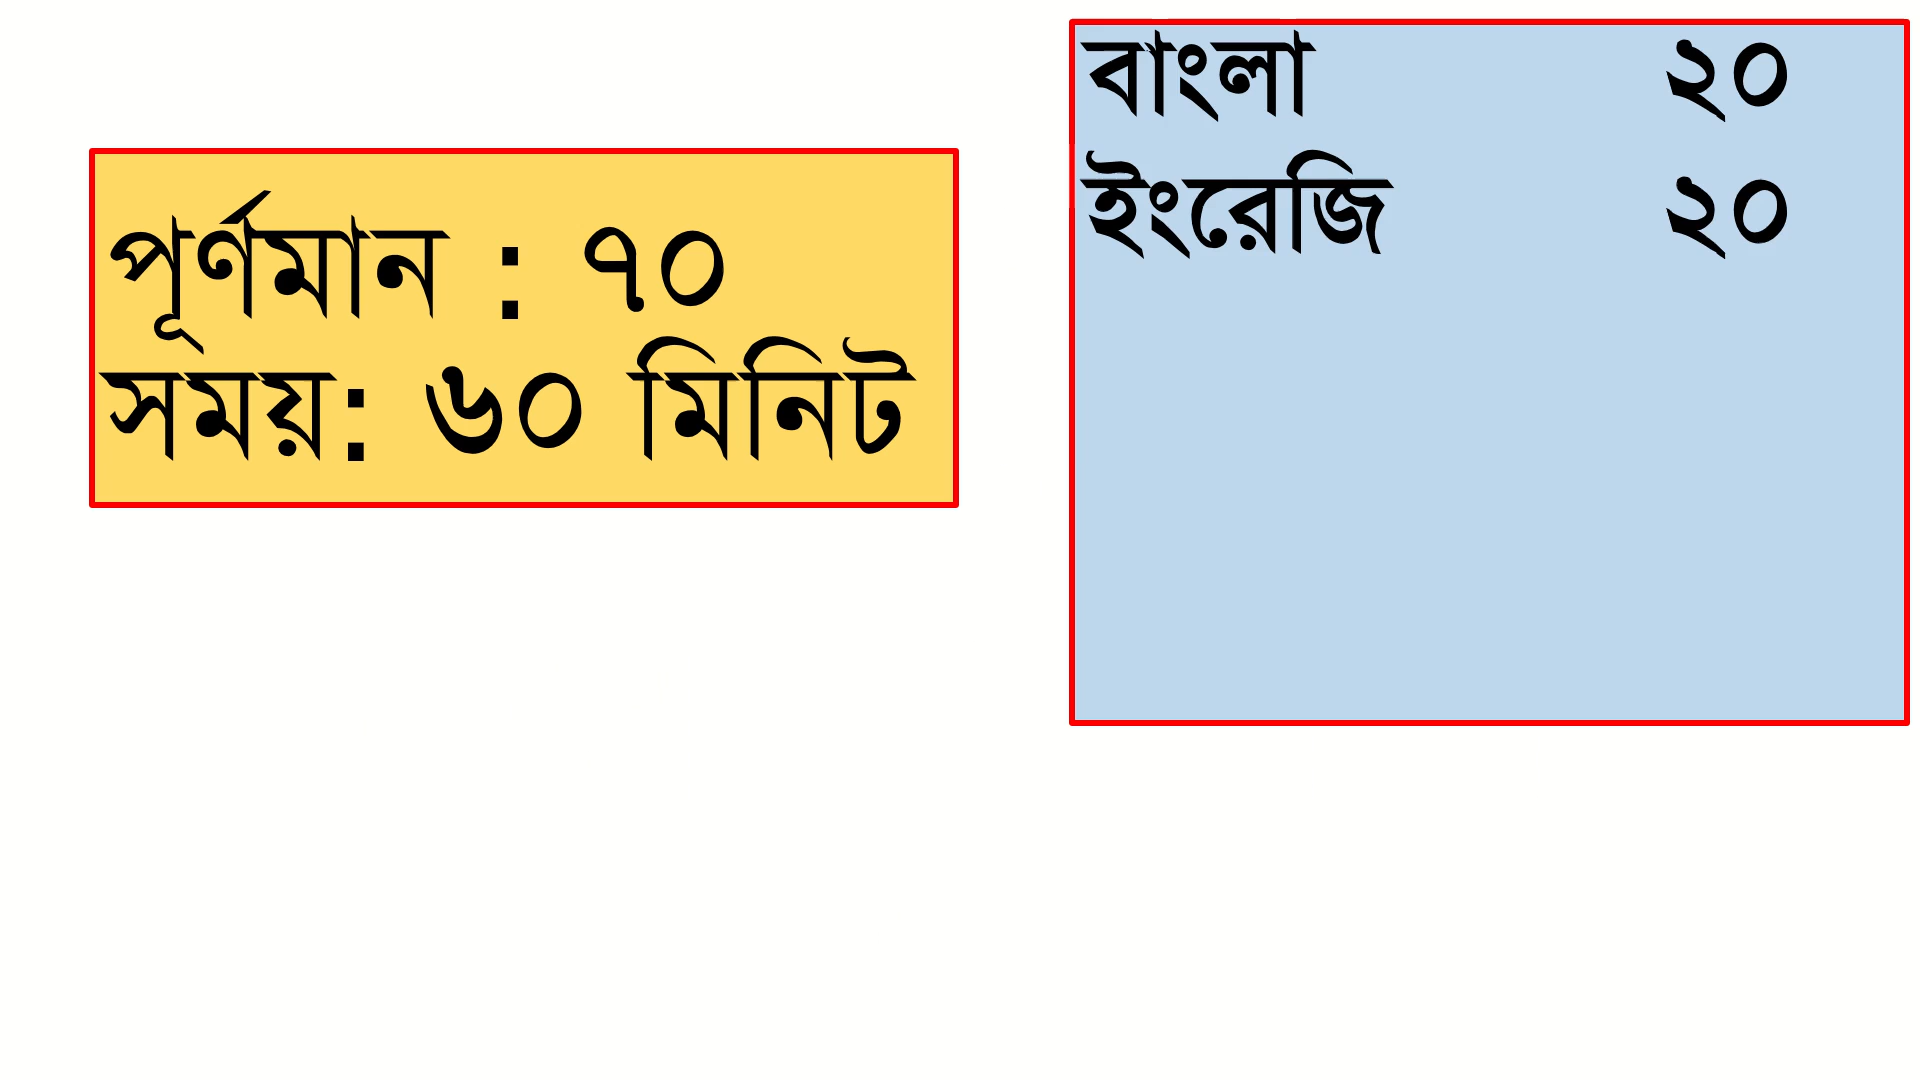 পূর্ণমান : ৭০
সময়: ৬০ মিনিট
বাংলা ২০
ইংরেজি ২০